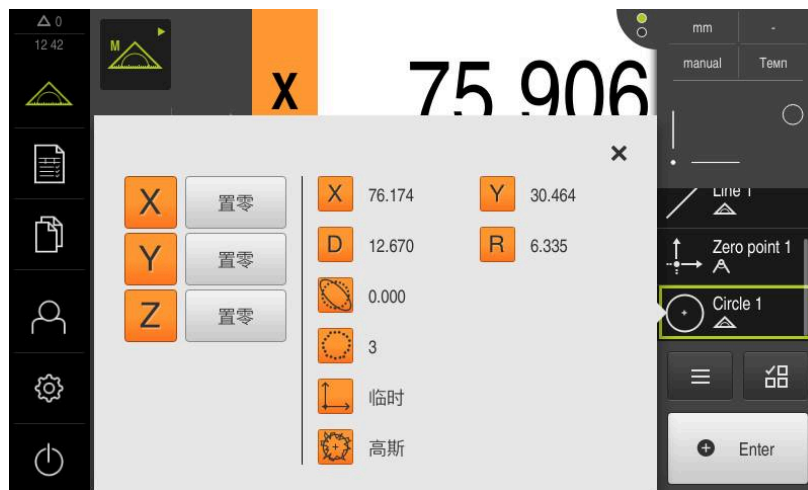 0
12 42
M
X
75.906
mm
-
manual
Темп
X 置零
Y 置零
Z 置零
X 76.174
Y 30.464
D 12.670
R 6.335
0.000
3
临时
高斯
Line 1
Zero point 1
Circle 1
Enter